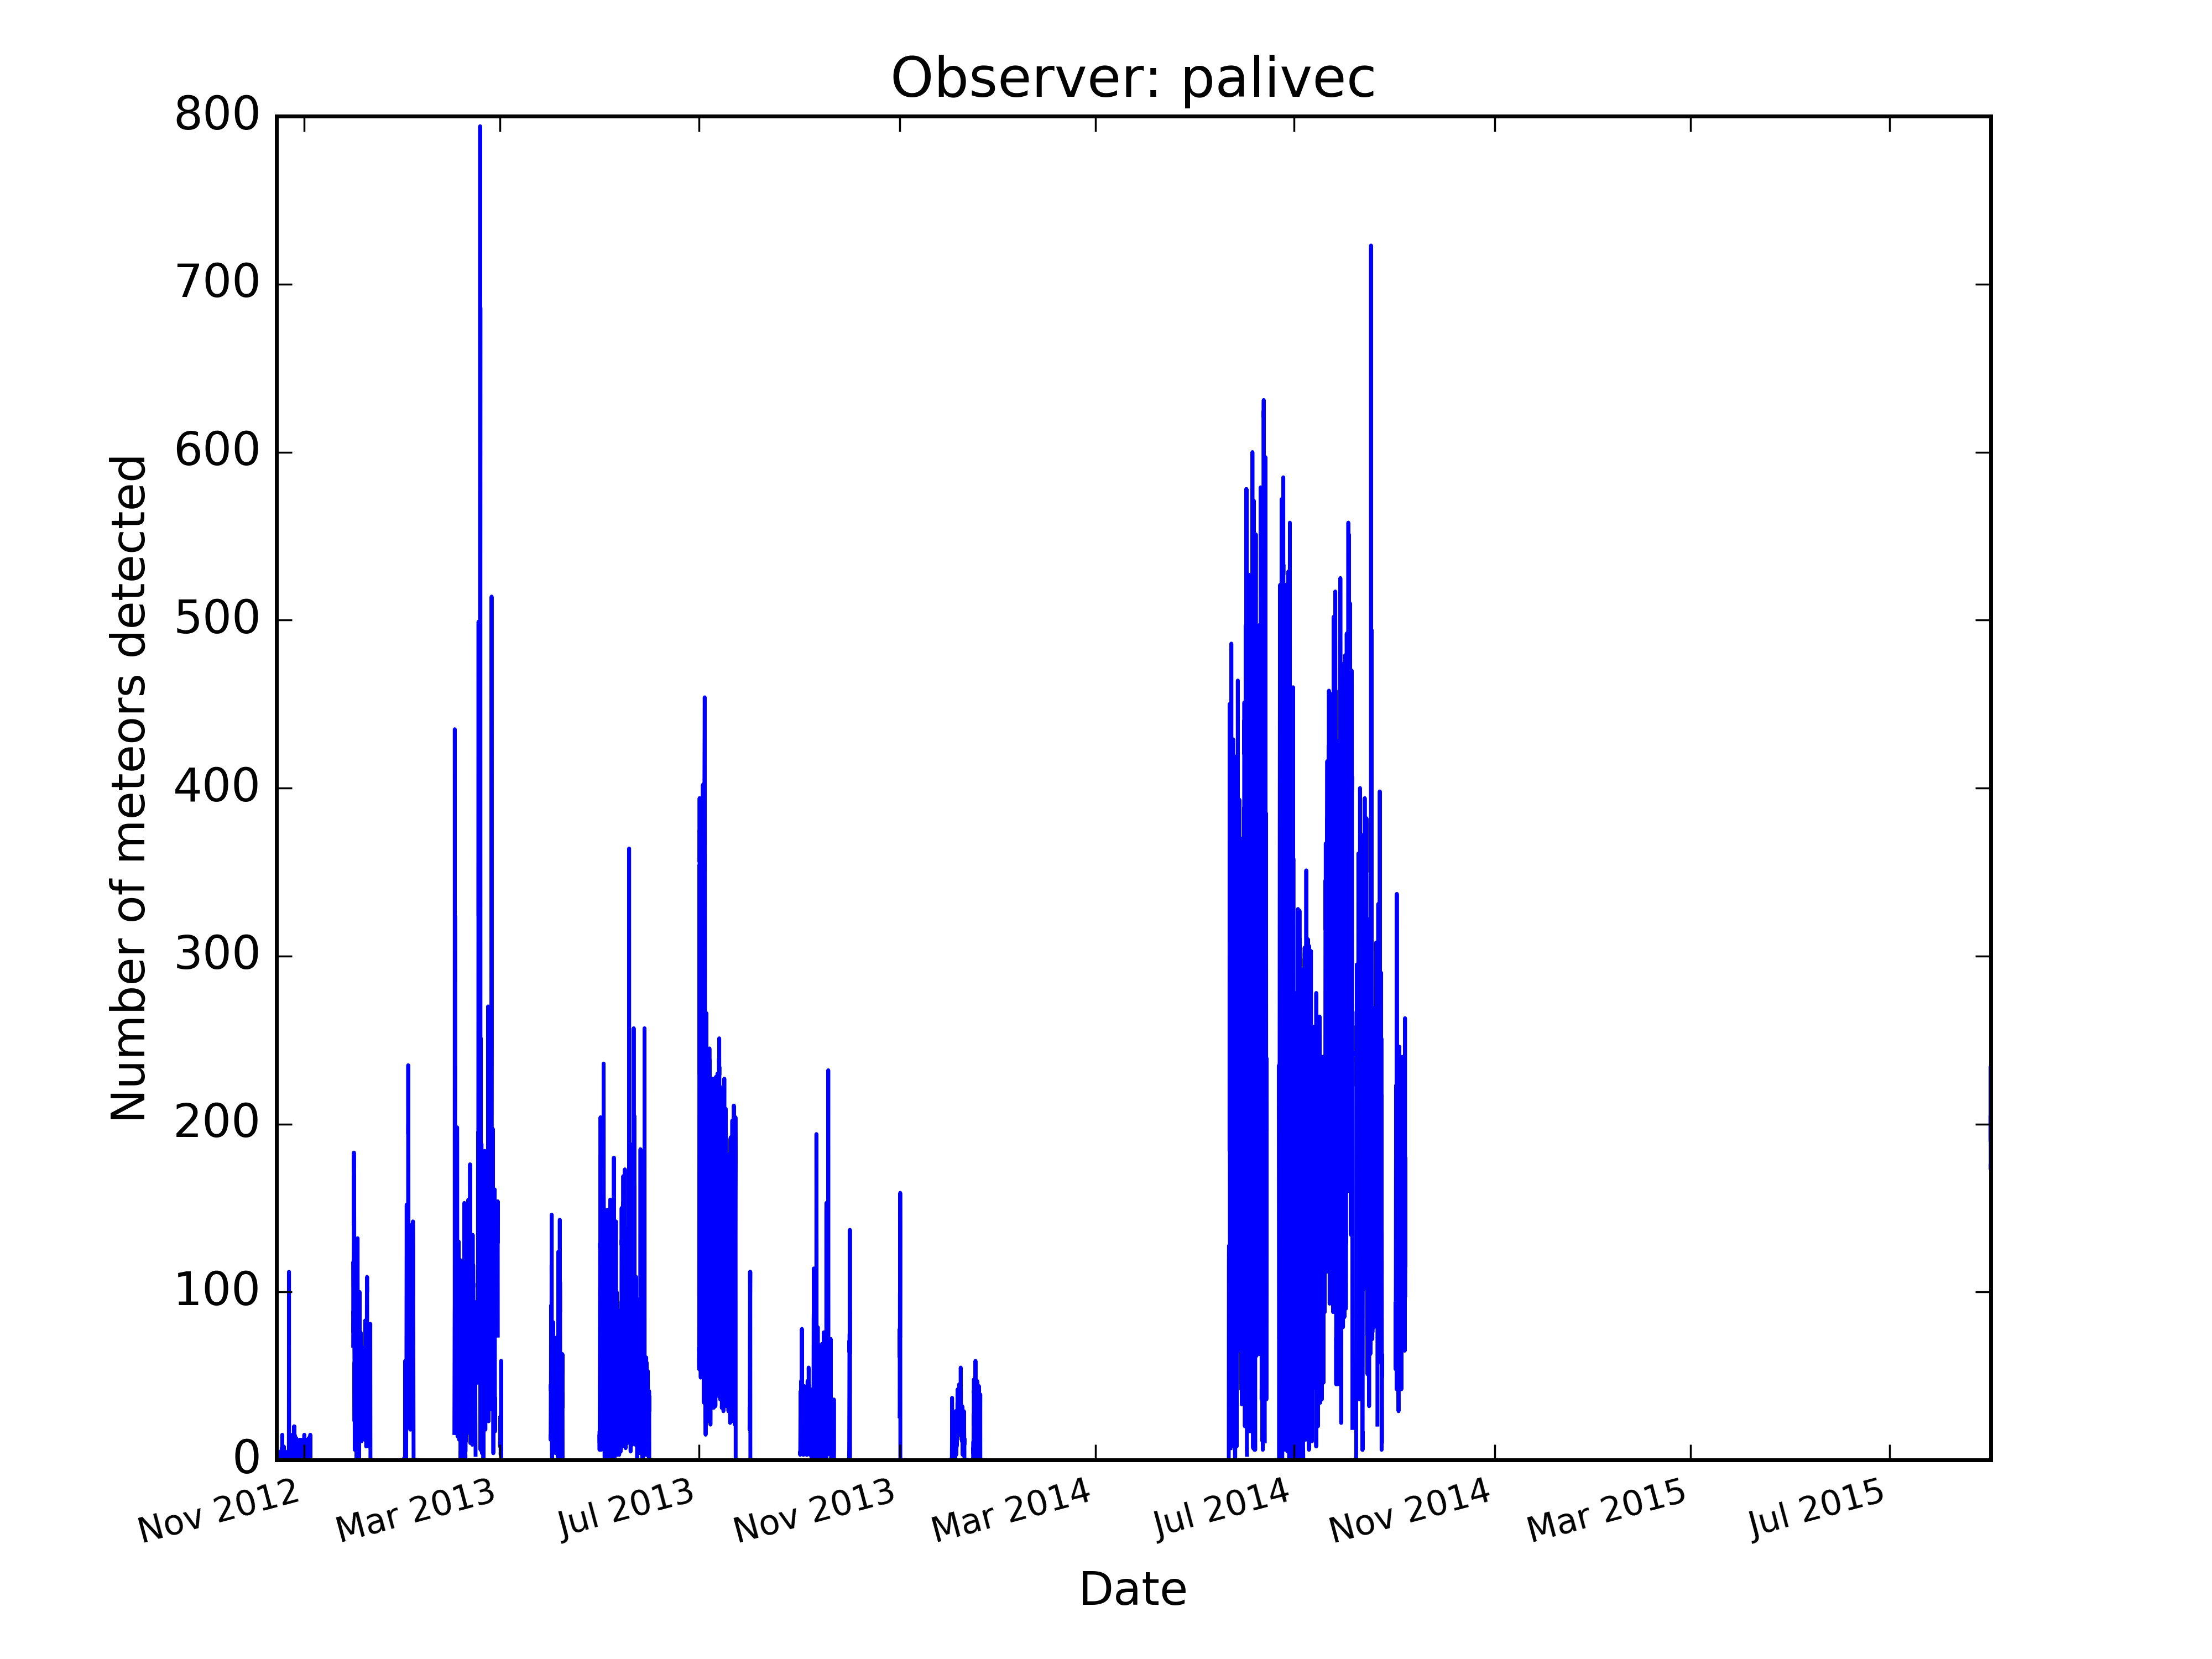 Observer: palivec
800
700
600
500
400
300
200
100
0
Number of meteors detected
Nov 2012
Mar 2013
Jul 2013
Nov 2013
Mar 2014
Jul 2014
Nov 2014
Mar 2015
Jul 2015
Date